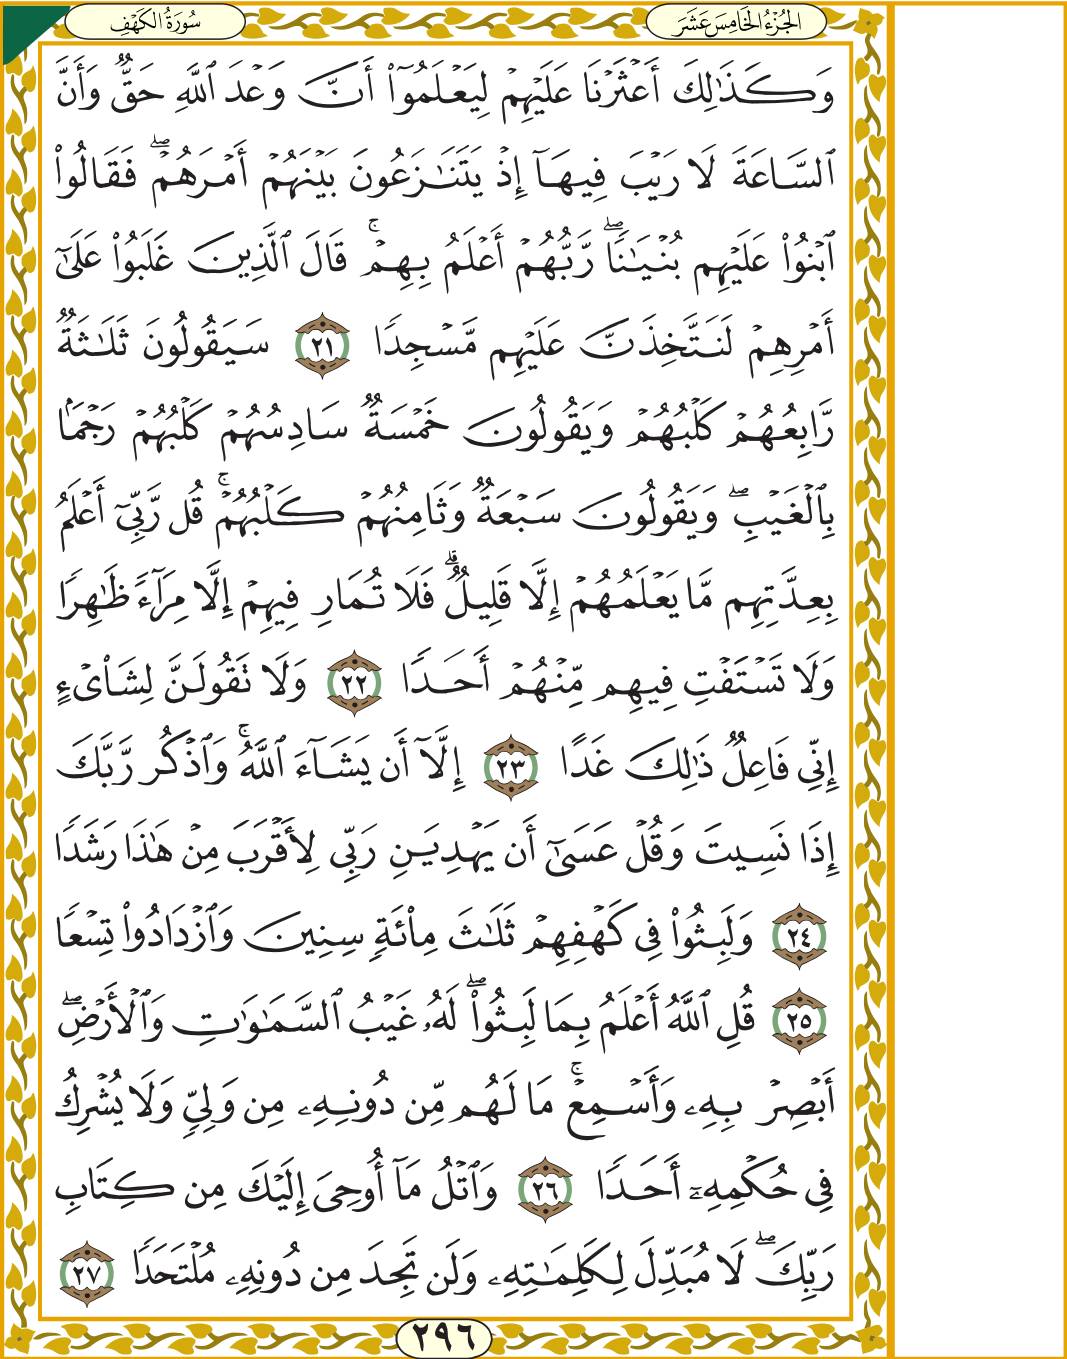 الجُزْءُ الخَامِسَ عَشَرَ
سُورَةُ الكَهْفِ
وَكَذَٰلِكَ أَعْثَرْنَا عَلَيْهِمْ لِيَعْلَمُوٓا۟ أَنَّ وَعْدَ ٱللَّهِ حَقٌّ وَأَنَّ
ٱلسَّاعَةَ لَا رَيْبَ فِيهَآ إِذْ يَتَنَٰزَعُونَ بَيْنَهُمْ أَمْرَهُمْ ۖ فَقَالُوا۟
ٱبْنُوا۟ عَلَيْهِم بُنْيَٰنًا ۖ رَّبُّهُمْ أَعْلَمُ بِهِمْ ۚ قَالَ ٱلَّذِينَ غَلَبُوا۟ عَلَىٰٓ
أَمْرِهِمْ لَنَتَّخِذَنَّ عَلَيْهِم مَّسْجِدًا ٢١ سَيَقُولُونَ ثَلَٰثَةٌ
رَّابِعُهُمْ كَلْبُهُمْ وَيَقُولُونَ خَمْسَةٌ سَادِسُهُمْ كَلْبُهُمْ رَجْمًۢا
بِٱلْغَيْبِ ۖ وَيَقُولُونَ سَبْعَةٌ وَثَامِنُهُمْ كَلْبُهُمْ ۚ قُل رَّبِّىٓ أَعْلَمُ
بِعِدَّتِهِم مَّا يَعْلَمُهُمْ إِلَّا قَلِيلٌ ۗ فَلَا تُمَارِ فِيهِمْ إِلَّا مِرَآءً ظَٰهِرًا
وَلَا تَسْتَفْتِ فِيهِم مِّنْهُمْ أَحَدًا ٢٢ وَلَا تَقُولَنَّ لِشَا۟ىْءٍ
إِنِّى فَاعِلٌ ذَٰلِكَ غَدًا ٢٣ إِلَّآ أَن يَشَآءَ ٱللَّهُ ۚ وَٱذْكُر رَّبَّكَ
إِذَا نَسِيتَ وَقُلْ عَسَىٰٓ أَن يَهْدِيَنِ رَبِّى لِأَقْرَبَ مِنْ هَٰذَا رَشَدًا
٢٤ وَلَبِثُوا۟ فِى كَهْفِهِمْ ثَلَٰثَ مِا۟ئَةٍ سِنِينَ وَٱزْدَادُوا۟ تِسْعًا
٢٥ قُلِ ٱللَّهُ أَعْلَمُ بِمَا لَبِثُوا۟ ۖ لَهُۥ غَيْبُ ٱلسَّمَٰوَٰتِ وَٱلْأَرْضِ ۖ
أَبْصِرْ بِهِۦ وَأَسْمِعْ ۚ مَا لَهُم مِّن دُونِهِۦ مِن وَلِىٍّ وَلَا يُشْرِكُ
فِى حُكْمِهِۦٓ أَحَدًا ٢٦ وَٱتْلُ مَآ أُوحِىَ إِلَيْكَ مِن كِتَابِ
رَبِّكَ ۖ لَا مُبَدِّلَ لِكَلِمَٰتِهِۦ وَلَن تَجِدَ مِن دُونِهِۦ مُلْتَحَدًا ٢٧
٢٩٦